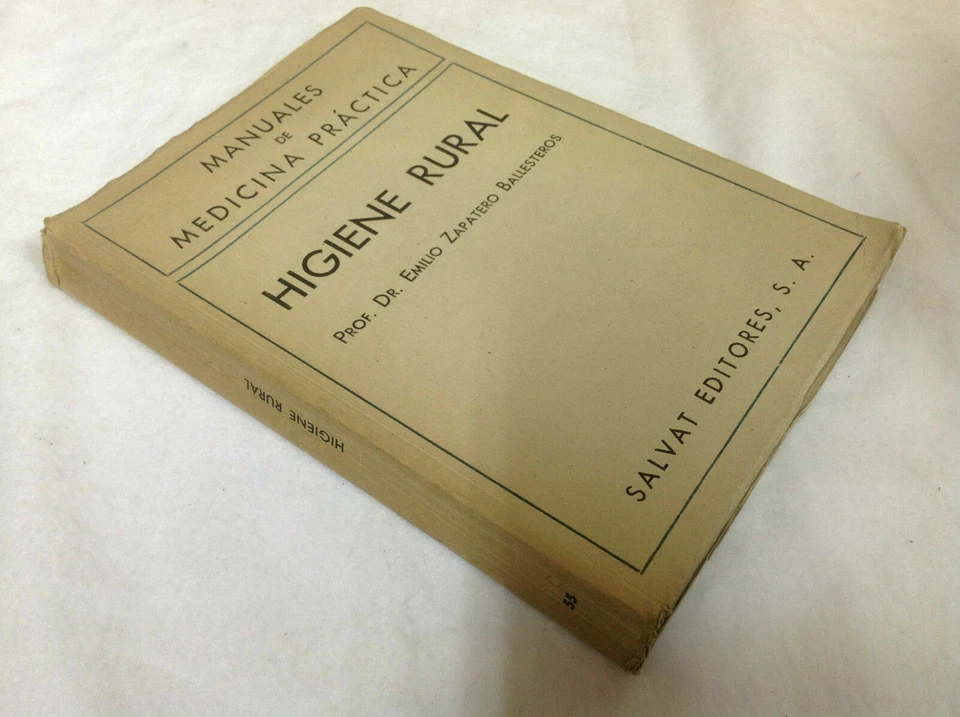 MANUALES
DE
MEDICINA PRÁCTICA
HIGIENE RURAL
PROF. DR. EMILIO ZAPATERO BALLESTEROS
SALVAT EDITORES, S. A.
HIGIENE RURAL
55